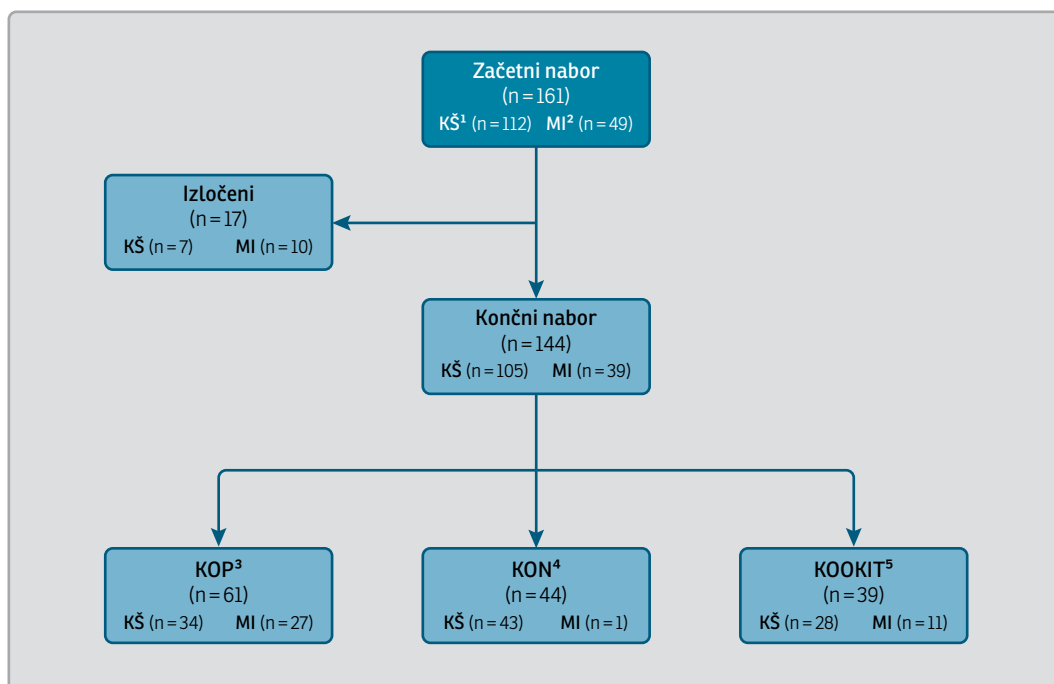 Začetni nabor
(n = 161)
KŠ¹ (n = 112) MI² (n = 49)
Izločeni
(n = 17)
KŠ (n = 7) MI (n = 10)
Končni nabor
(n = 144)
KŠ (n = 105) MI (n = 39)
KOP³
(n = 61)
KŠ (n = 34) MI (n = 27)
KON⁴
(n = 44)
KŠ (n = 43) MI (n = 1)
KOOKIT⁵
(n = 39)
KŠ (n = 28) MI (n = 11)